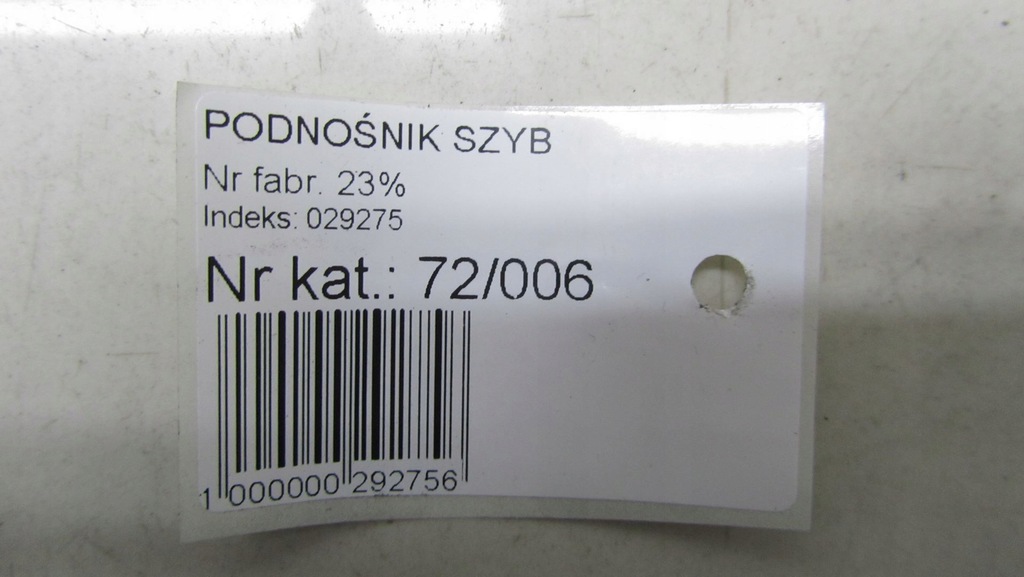 PODNOŚNIK SZYB
Nr fabr. 23%
Indeks: 029275
Nr kat.: 72/006
1 000000 292756